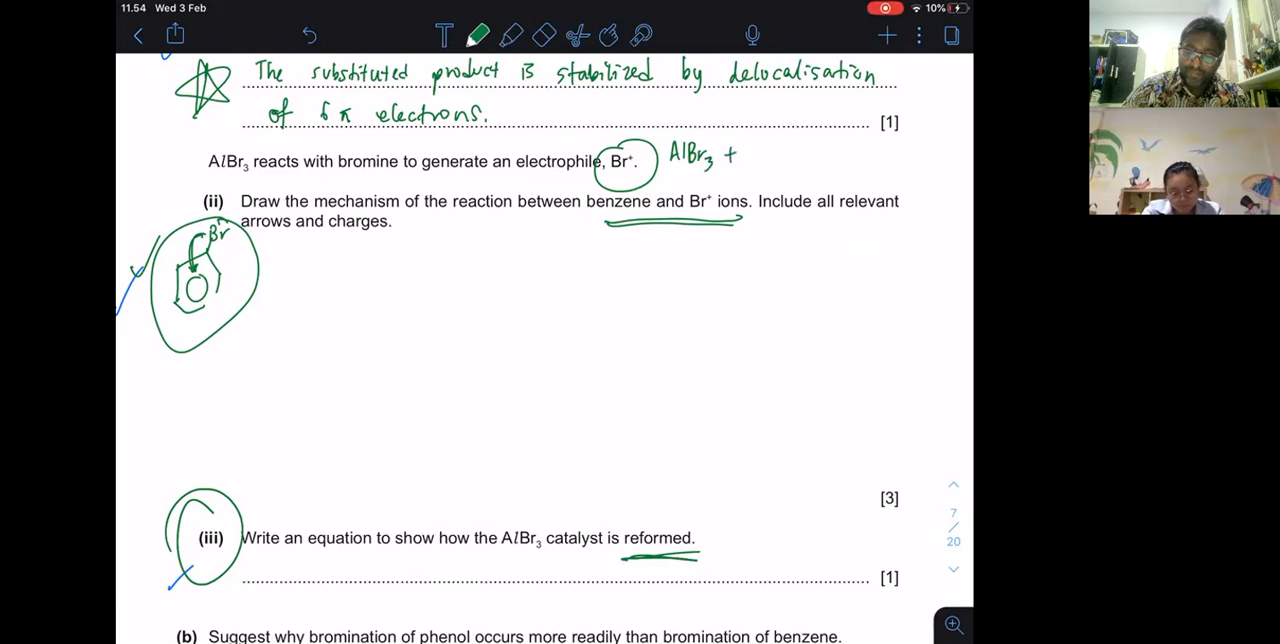 11.54 Wed 3 Feb
10%
T
The substituted product is stabilized by delocalisation
of 6 π electrons.
[1]
AlBr₃ reacts with bromine to generate an electrophile, Br⁺. AlBr₃ +
(ii) Draw the mechanism of the reaction between benzene and Br⁺ ions. Include all relevant
arrows and charges.
Br
[3]
(iii) Write an equation to show how the AlBr₃ catalyst is reformed.
[1]
7
/
20
(b) Suggest why bromination of phenol occurs more readily than bromination of benzene.